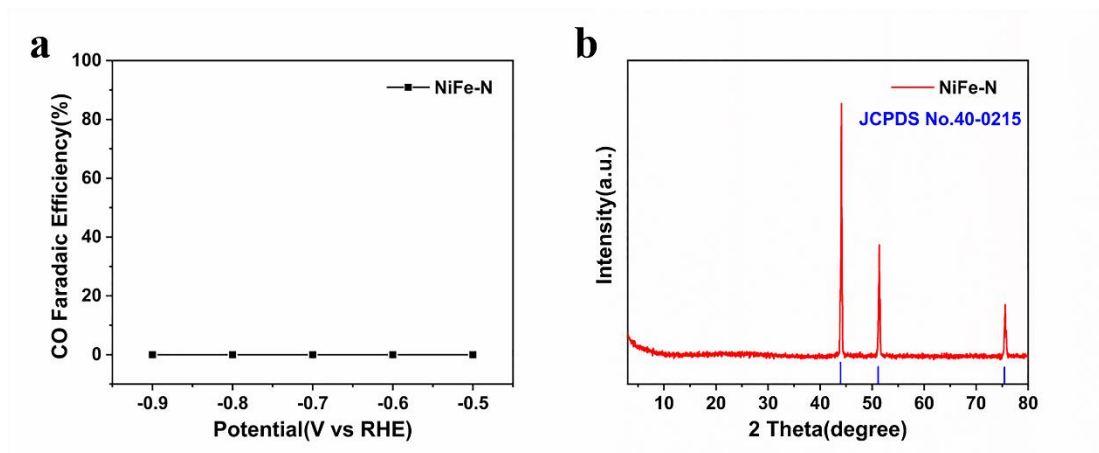 a
100
80
60
40
20
0
CO Faradaic Efficiency(%)
NiFe-N
-0.9 -0.8 -0.7 -0.6 -0.5
Potential(V vs RHE)
b
Intensity(a.u.)
NiFe-N
JCPDS No.40-0215
10 20 30 40 50 60 70 80
2 Theta(degree)